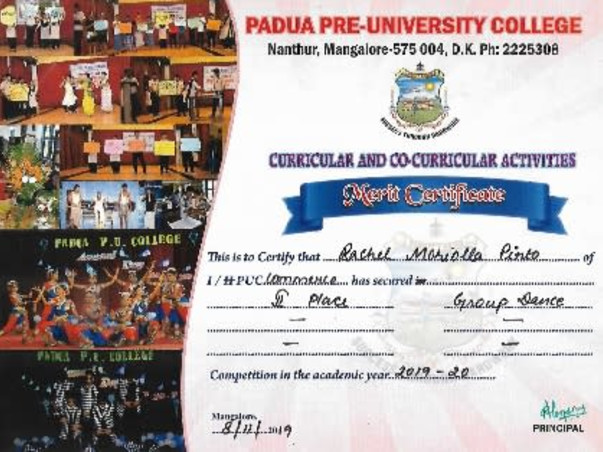 PADUA PRE-UNIVERSITY COLLEGE
Nanthur, Mangalore-575 004, D.K. Ph: 2225308
CURRICULAR AND CO-CURRICULAR ACTIVITIES
Merit Certificate
This is to Certify that Rachel Pinto of
I / II PUC Commerce has secured in
II Place Group Dance
Competition in the academic year 2019 - 20
Mangalore,
8/11/2019
PRINCIPAL
PADUA P.U. COLLEGE
PADUA P.U. COLLEGE